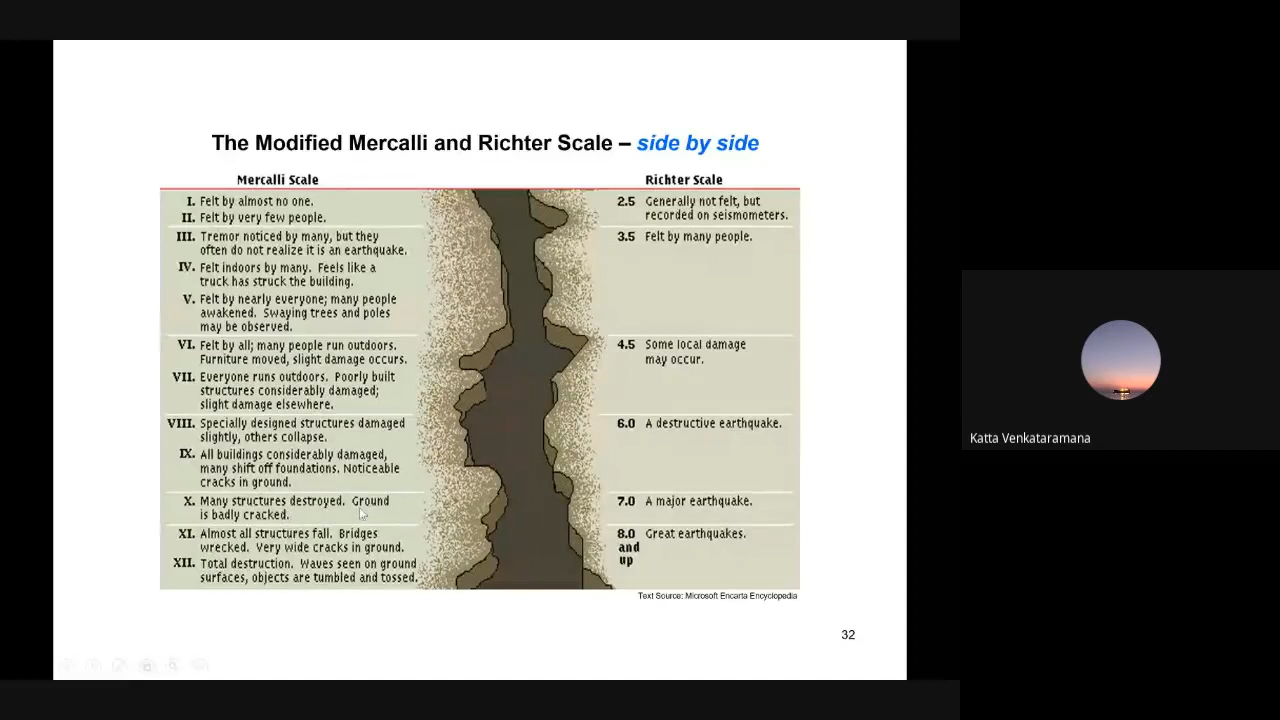 The Modified Mercalli and Richter Scale – side by side
Mercalli Scale
I. Felt by almost no one.
II. Felt by very few people.
III. Tremor noticed by many, but they
often do not realize it is an earthquake.
IV. Felt indoors by many. Feels like a
truck has struck the building.
V. Felt by nearly everyone; many people
awakened. Swaying trees and poles
may be observed.
VI. Felt by all; many people run outdoors.
Furniture moved, slight damage occurs.
VII. Everyone runs outdoors. Poorly built
structures considerably damaged;
slight damage elsewhere.
VIII. Specially designed structures damaged
slightly, others collapse.
IX. All buildings considerably damaged,
many shift off foundations. Noticeable
cracks in ground.
X. Many structures destroyed. Ground
is badly cracked.
XI. Almost all structures fall. Bridges
wrecked. Very wide cracks in ground.
XII. Total destruction. Waves seen on ground
surfaces, objects are tumbled and tossed.
Richter Scale
2.5 Generally not felt, but
recorded on seismometers.
3.5 Felt by many people.
4.5 Some local damage
may occur.
6.0 A destructive earthquake.
7.0 A major earthquake.
8.0 Great earthquakes.
and
up
Text Source: Microsoft Encarta Encyclopedia
32
Katta Venkataramana